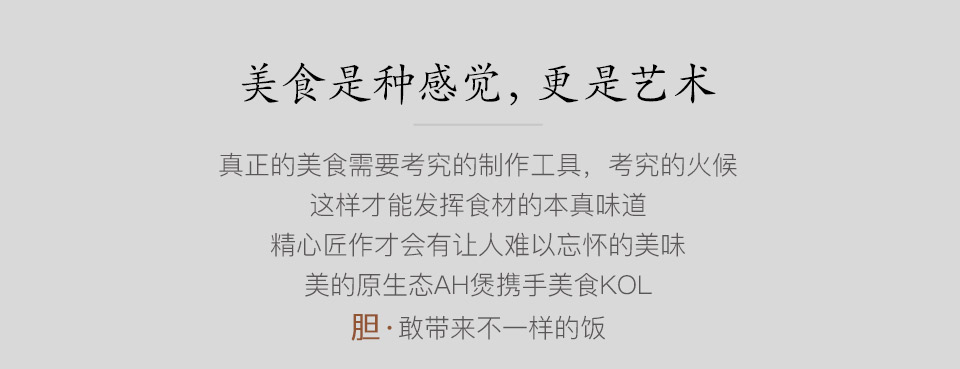 美食是种感觉，更是艺术
真正的美食需要考究的制作工具，考究的火候
这样才能发挥食材的本真味道
精心匠作才会有让人难以忘怀的美味
美的原生态AH煲携手美食KOL
胆·敢带来不一样的饭